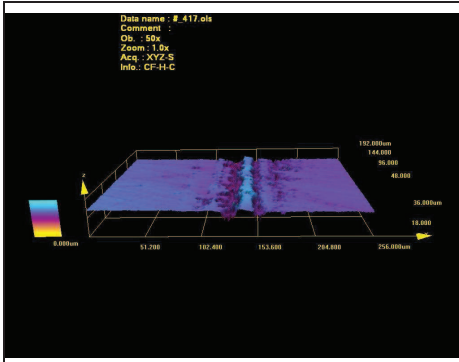 Data name : #_417.ols
Comment :
Ob. : 50x
Zoom : 1.0x
Acq. : XYZ-S
Info.: CF-H-C
192.000um
144.000
96.000
48.000
z
36.000um
18.000
0.000um
51.200
102.400
153.600
204.800
256.000um